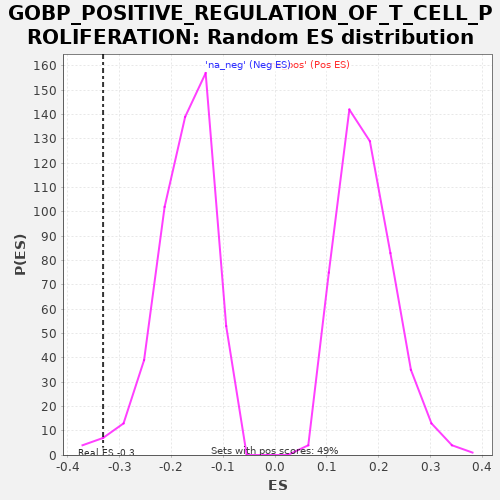 GOBP_POSITIVE_REGULATION_OF_T_CELL_P
ROLIFERATION: Random ES distribution
'na_neg' (Neg ES)
pos' (Pos ES)
160
150
140
130
120
110
100
90
80
70
60
50
40
30
20
10
0
P(ES)
Real ES -0.3
Sets with pos scores: 49%
-0.4 -0.3 -0.2 -0.1 0.0 0.1 0.2 0.3 0.4
ES